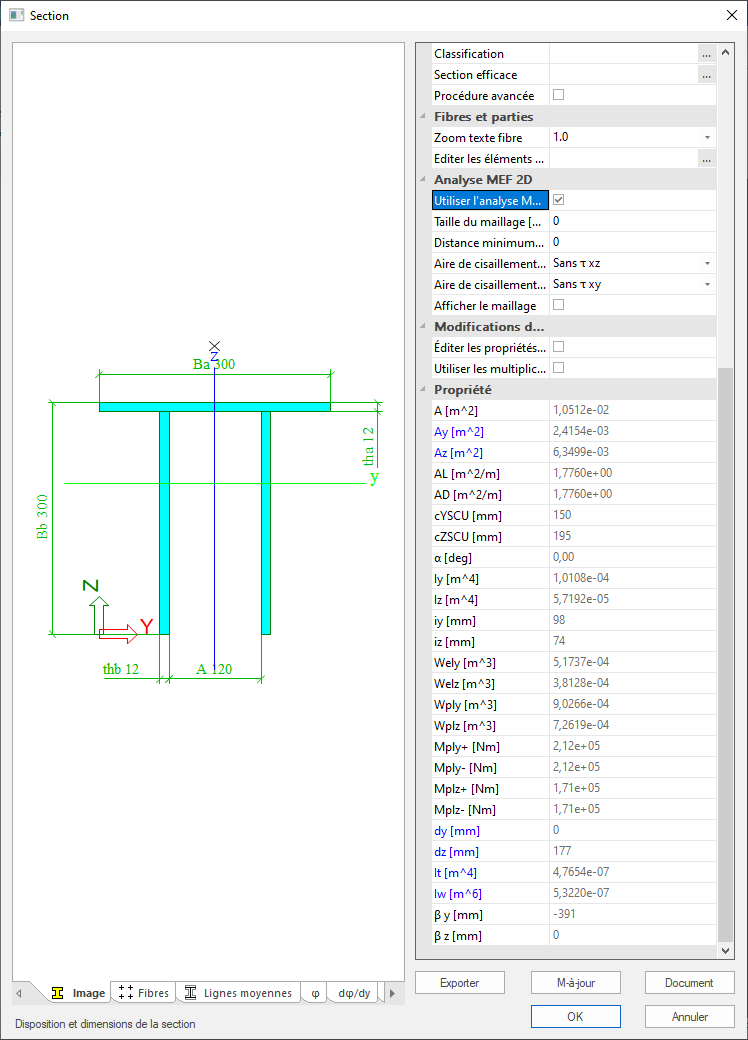 Section
z
Ba 300
tha 12
y
Bb 300
Z
Y
thb 12
A 120
Image
Fibres
Lignes moyennes
φ
dφ/dy
Disposition et dimensions de la section
Classification ...
Section efficace ...
Procédure avancée
Fibres et parties
Zoom texte fibre 1.0
Editer les éléments ... ...
Analyse MEF 2D
Utiliser l'analyse M...
Taille du maillage [... 0
Distance minimum... 0
Aire de cisaillement... Sans τ xz
Aire de cisaillement... Sans τ xy
Afficher le maillage
Modifications d...
Éditer les propriétés...
Utiliser les multiplic...
Propriété
A [m^2] 1,0512e-02
Ay [m^2] 2,4154e-03
Az [m^2] 6,3499e-03
AL [m^2/m] 1,7760e+00
AD [m^2/m] 1,7760e+00
cYSCU [mm] 150
cZSCU [mm] 195
α [deg] 0,00
Iy [m^4] 1,0108e-04
Iz [m^4] 5,7192e-05
iy [mm] 98
iz [mm] 74
Wely [m^3] 5,1737e-04
Welz [m^3] 3,8128e-04
Wply [m^3] 9,0266e-04
Wplz [m^3] 7,2619e-04
Mply+ [Nm] 2,12e+05
Mply- [Nm] 2,12e+05
Mplz+ [Nm] 1,71e+05
Mplz- [Nm] 1,71e+05
dy [mm] 0
dz [mm] 177
It [m^4] 4,7654e-07
Iw [m^6] 5,3220e-07
β y [mm] -391
β z [mm] 0
Exporter
M-à-jour
Document
OK
Annuler